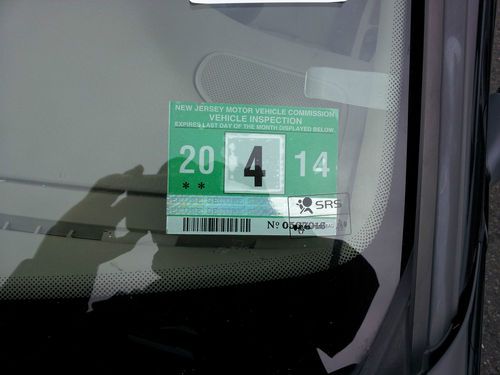 NEW JERSEY MOTOR VEHICLE COMMISSION
VEHICLE INSPECTION
EXPIRES LAST DAY OF THE MONTH DISPLAYED BELOW
20 4 14
**
SRS
Nº